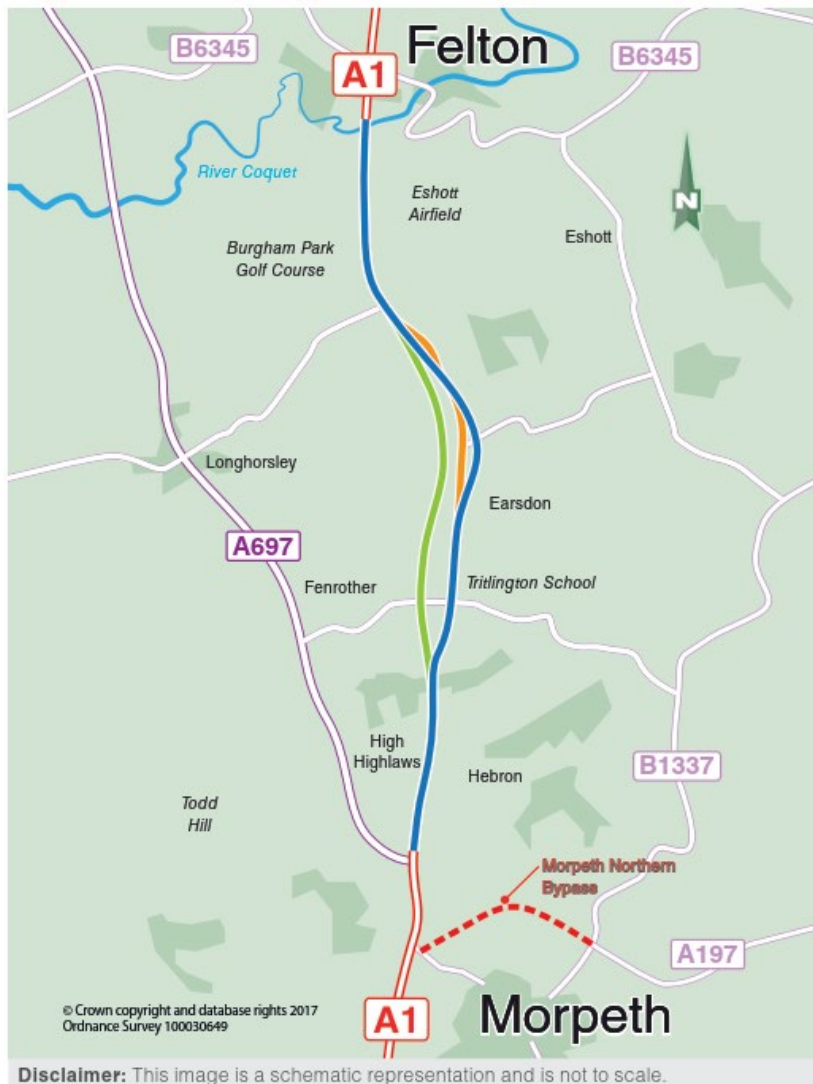 B6345
Felton
A1
B6345
River Coquet
Eshott
Airfield
N
Eshott
Burgham Park
Golf Course
Longhorsley
Earsdon
A697
Fenrother
Tritlington School
High
Highlaws
Hebron
B1337
Todd
Hill
Morpeth Northern
Bypass
A197
© Crown copyright and database rights 2017
Ordnance Survey 100030649
A1
Morpeth
Disclaimer: This image is a schematic representation and is not to scale.